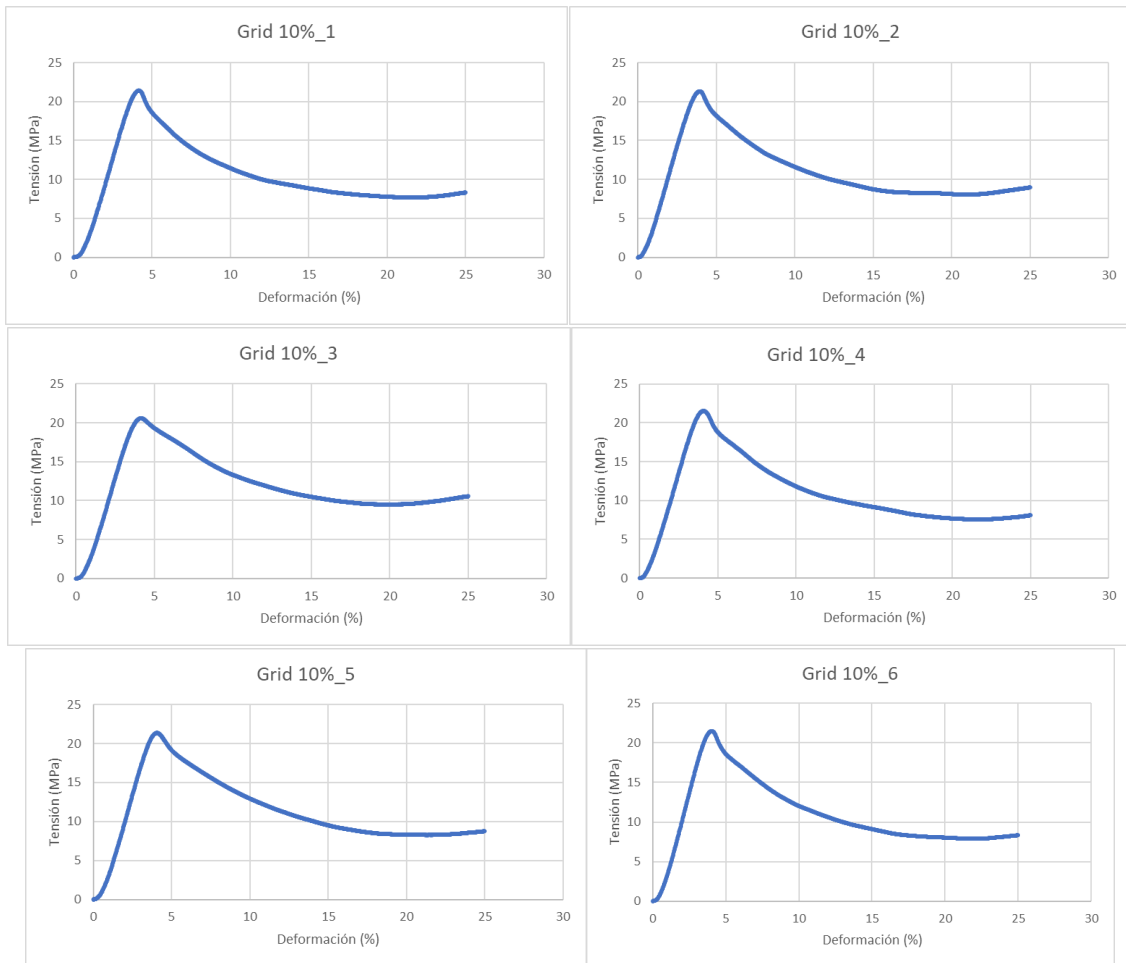 Grid 10%_1
Tensión (MPa)
25
20
15
10
5
0
0 5 10 15 20 25 30
Deformación (%)
Grid 10%_2
Tensión (MPa)
25
20
15
10
5
0
0 5 10 15 20 25 30
Deformación (%)
Grid 10%_3
Tensión (MPa)
25
20
15
10
5
0
0 5 10 15 20 25 30
Deformación (%)
Grid 10%_4
Tesnión (MPa)
25
20
15
10
5
0
0 5 10 15 20 25 30
Deformación (%)
Grid 10%_5
Tensión (MPa)
25
20
15
10
5
0
0 5 10 15 20 25 30
Deformación (%)
Grid 10%_6
Tensión (MPa)
25
20
15
10
5
0
0 5 10 15 20 25 30
Deformación (%)